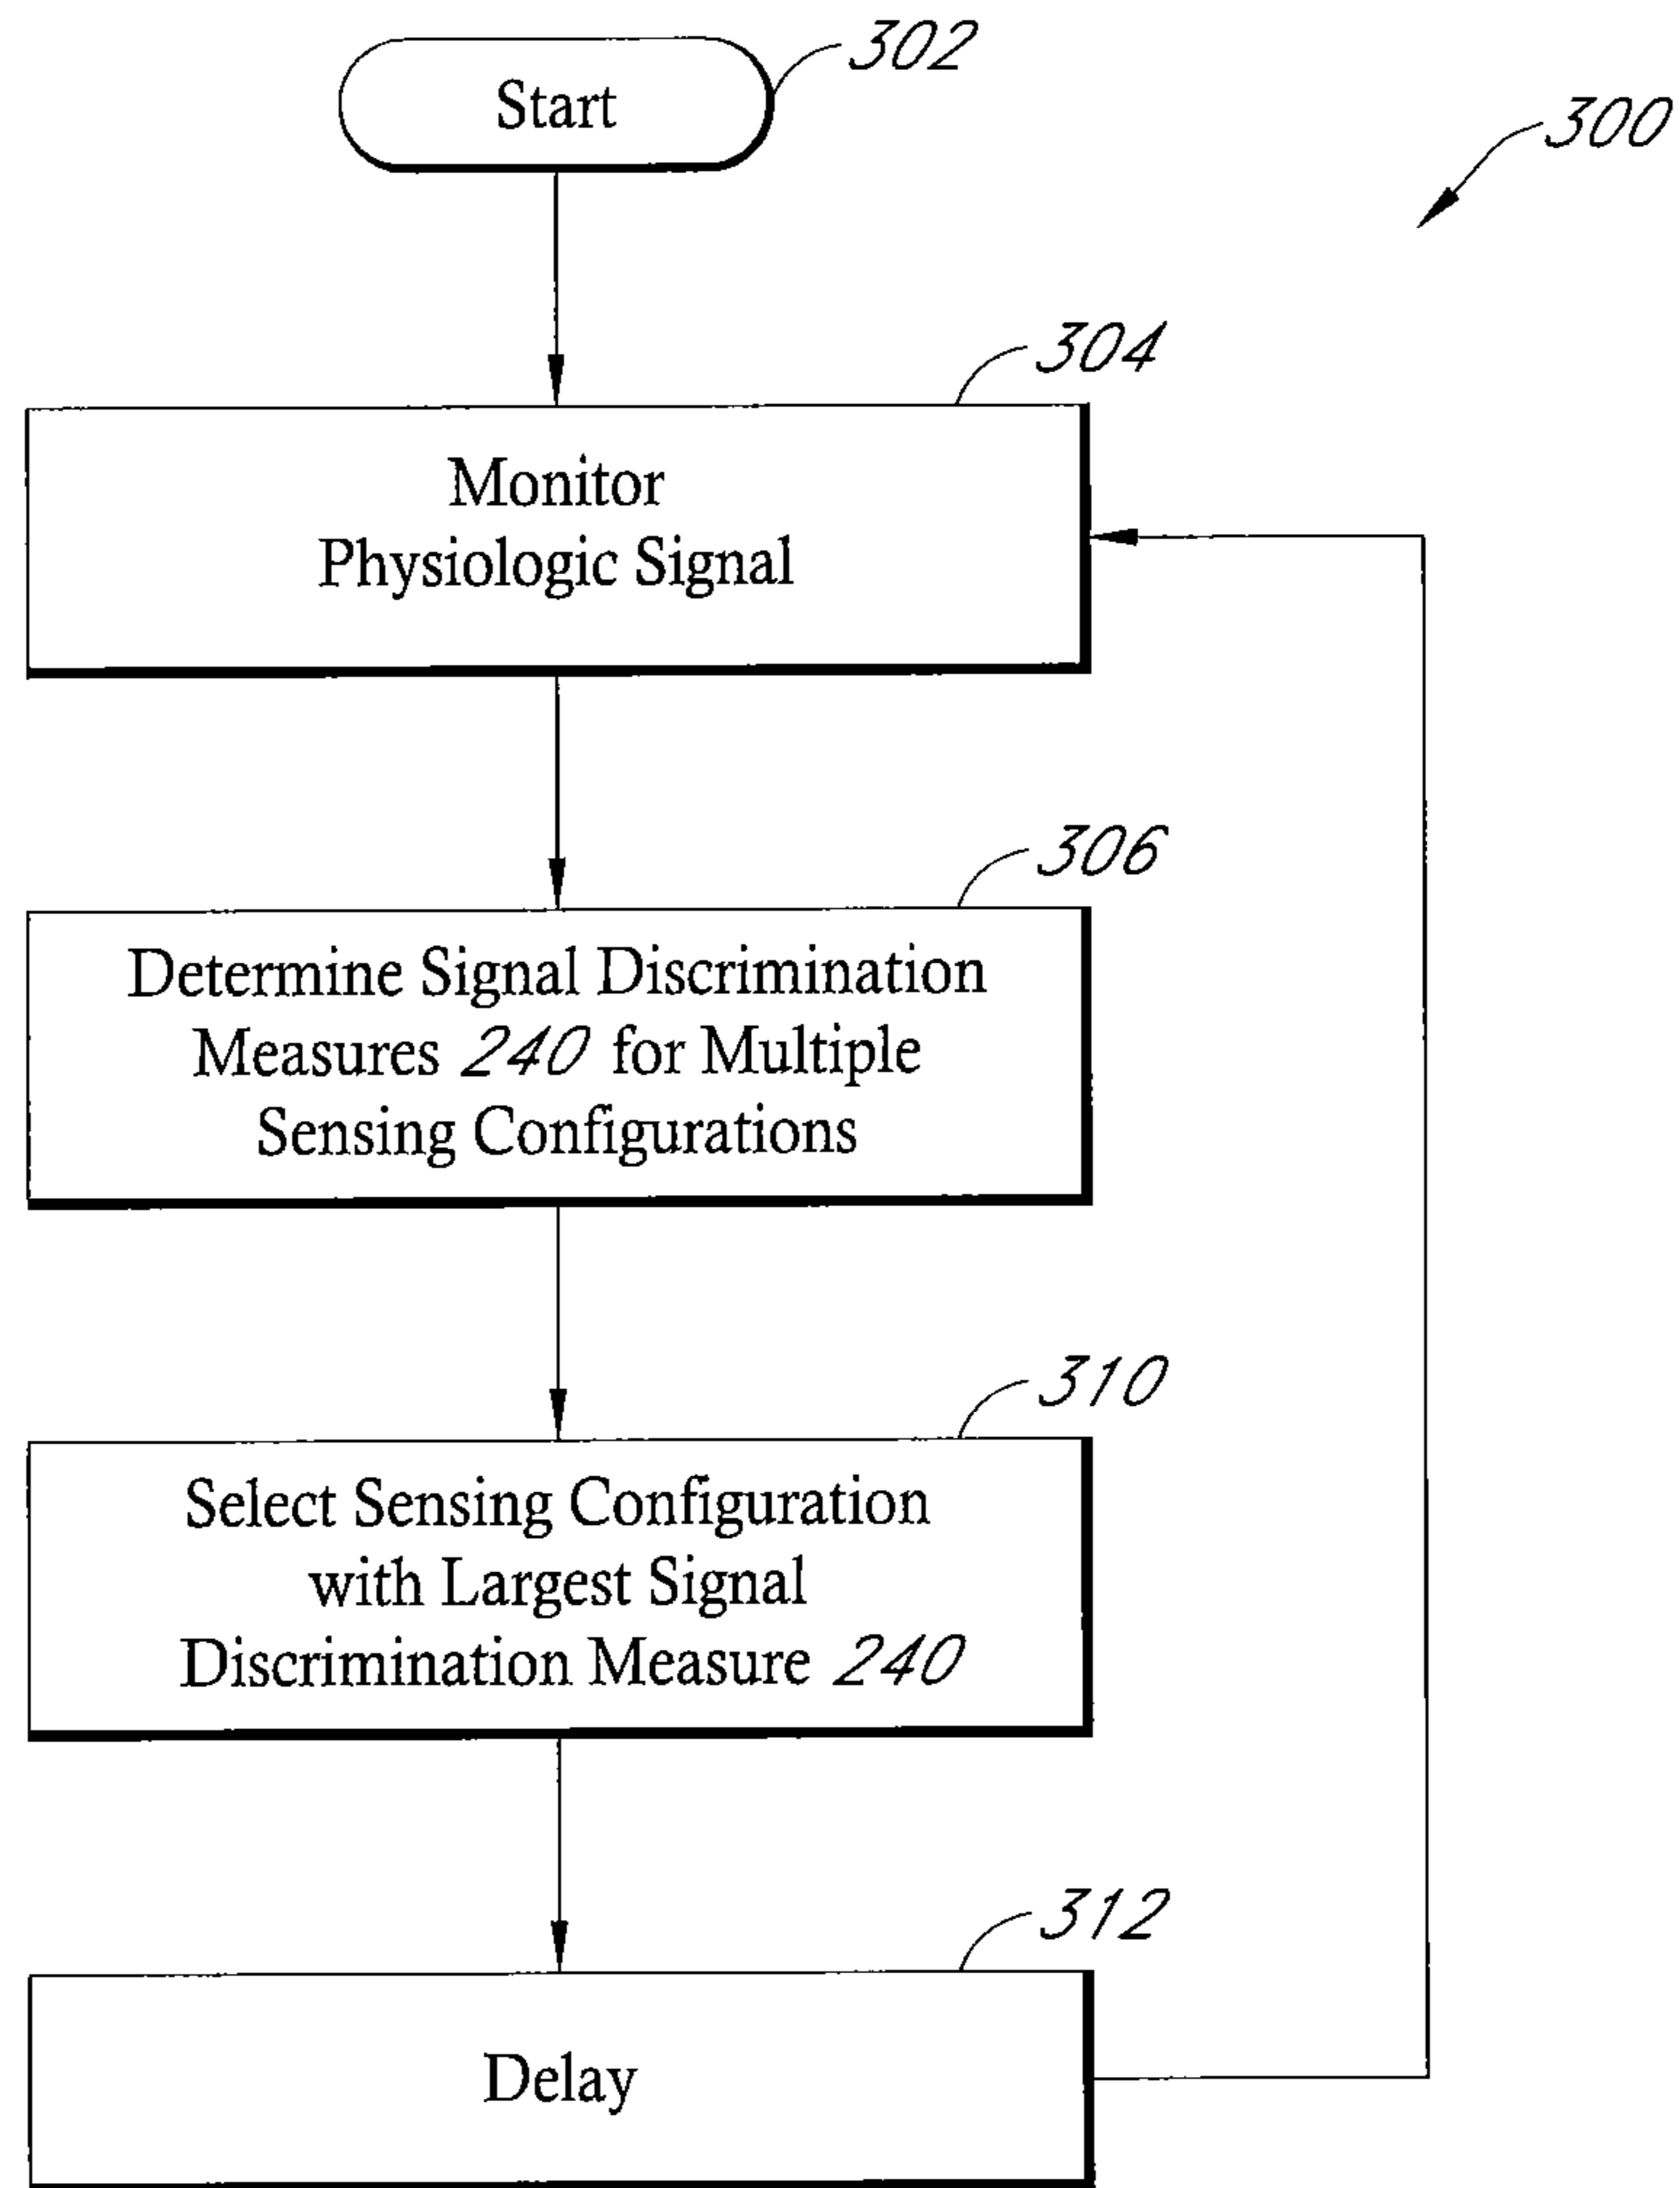 302
Start
300
304
Monitor
Physiologic Signal
306
Determine Signal Discrimination
Measures 240 for Multiple
Sensing Configurations
310
Select Sensing Configuration
with Largest Signal
Discrimination Measure 240
312
Delay